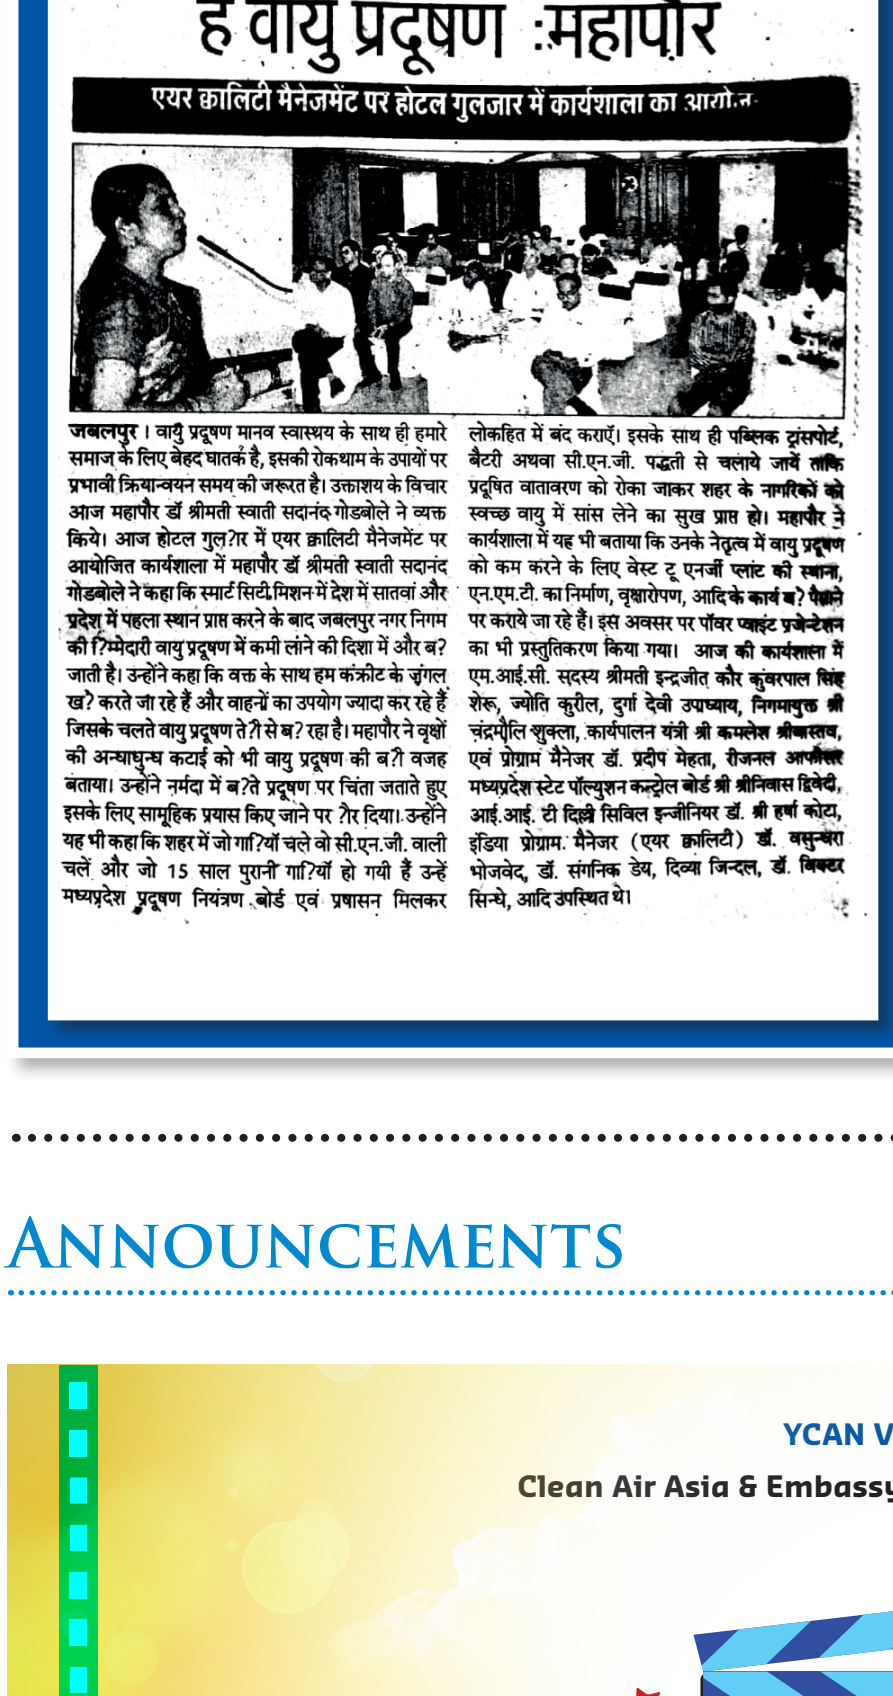 है वायु प्रदूषण :महापौर
एयर क्वालिटी मैनेजमेंट पर होटल गुलजार में कार्यशाला का आयोजन
जबलपुर । वायु प्रदूषण मानव स्वास्थय के साथ ही हमारे
समाज के लिए बेहद घातक है, इसकी रोकथाम के उपायों पर
प्रभावी क्रियान्वयन समय की जरूरत है। उक्ताशय के विचार
आज महापौर डॉ श्रीमती स्वाती सदानंद गोडबोले ने व्यक्त
किये। आज होटल गुल?ार में एयर क्वालिटी मैनेजमेंट पर
आयोजित कार्यशाला में महापौर डॉ श्रीमती स्वाती सदानंद
गोडबोले ने कहा कि स्मार्ट सिटी मिशन में देश में सातवां और
प्रदेश में पहला स्थान प्राप्त करने के बाद जबलपुर नगर निगम
की ि?म्मेदारी वायु प्रदूषण में कमी लांने की दिशा में और ब?
जाती है। उन्होंने कहा कि वक्त के साथ हम कंक्रीट के जंगल
ख? करते जा रहे हैं और वाहनों का उपयोग ज्यादा कर रहे हैं
जिसके चलते वायु प्रदूषण ते?ी से ब? रहा है। महापौर ने वृक्षों
की अन्धाधुन्ध कटाई को भी वायु प्रदूषण की ब?ी वजह
बताया। उन्होंने नर्मदा में ब?ते प्रदूषण पर चिंता जताते हुए
इसके लिए सामूहिक प्रयास किए जाने पर ?ोर दिया। उन्होंने
यह भी कहा कि शहर में जो गाि?यॉ चले वो सी.एन.जी. वाली
चलें और जो 15 साल पुरानी गाि?यॉ हो गयी हैं उन्हें
मध्यप्रदेश प्रदूषण नियंत्रण बोर्ड एवं प्रषासन मिलकर
लोकहित में बंद कराऍ। इसके साथ ही पब्लिक ट्रांसपोर्ट,
बैटरी अथवा सी.एन.जी. पद्धती से चलाये जायें ताकि
प्रदूषित वातावरण को रोका जाकर शहर के नागरिकों को
स्वच्छ वायु में सांस लेने का सुख प्राप्त हो। महापौर ने
कार्यशाला में यह भी बताया कि उनके नेतृत्व में वायु प्रदूषण
को कम करने के लिए वेस्ट टू एनर्जी प्लांट की स्थाना,
एन.एम.टी. का निर्माण, वृक्षारोपण, आदि के कार्य ब? पैमाने
पर कराये जा रहे हैं। इस अवसर पर पॉवर प्वाइंट प्रजेन्टेशन
का भी प्रस्तुतिकरण किया गया। आज की कार्यशाला में
एम.आई.सी. सदस्य श्रीमती इन्द्रजीत कौर कुंवरपाल सिंह
शेरू, ज्योति कुरील, दुर्गा देवी उपाध्याय, निगमायुक्त श्री
चंद्रमौलि शुक्ला, कार्यपालन यंत्री श्री कमलेश श्रीवास्तव,
एवं प्रोग्राम मैनेजर डॉ. प्रदीप मेहता, रीजनल आफीसर
मध्यप्रदेश स्टेट पॉल्युशन कन्ट्रोल बोर्ड श्री श्रीनिवास द्विवेदी,
आई.आई. टी दिल्ली सिविल इन्जीनियर डॉ. श्री हर्षा कोटा,
इंडिया प्रोग्राम मैनेजर (एयर क्वालिटी) डॉ. वसुन्धरा
भोजवेद, डॉ. संगनिक डेय, दिव्या जिन्दल, डॉ. विक्टर
सिन्धे, आदि उपस्थित थे।
ANNOUNCEMENTS
YCAN V
Clean Air Asia & Embassy